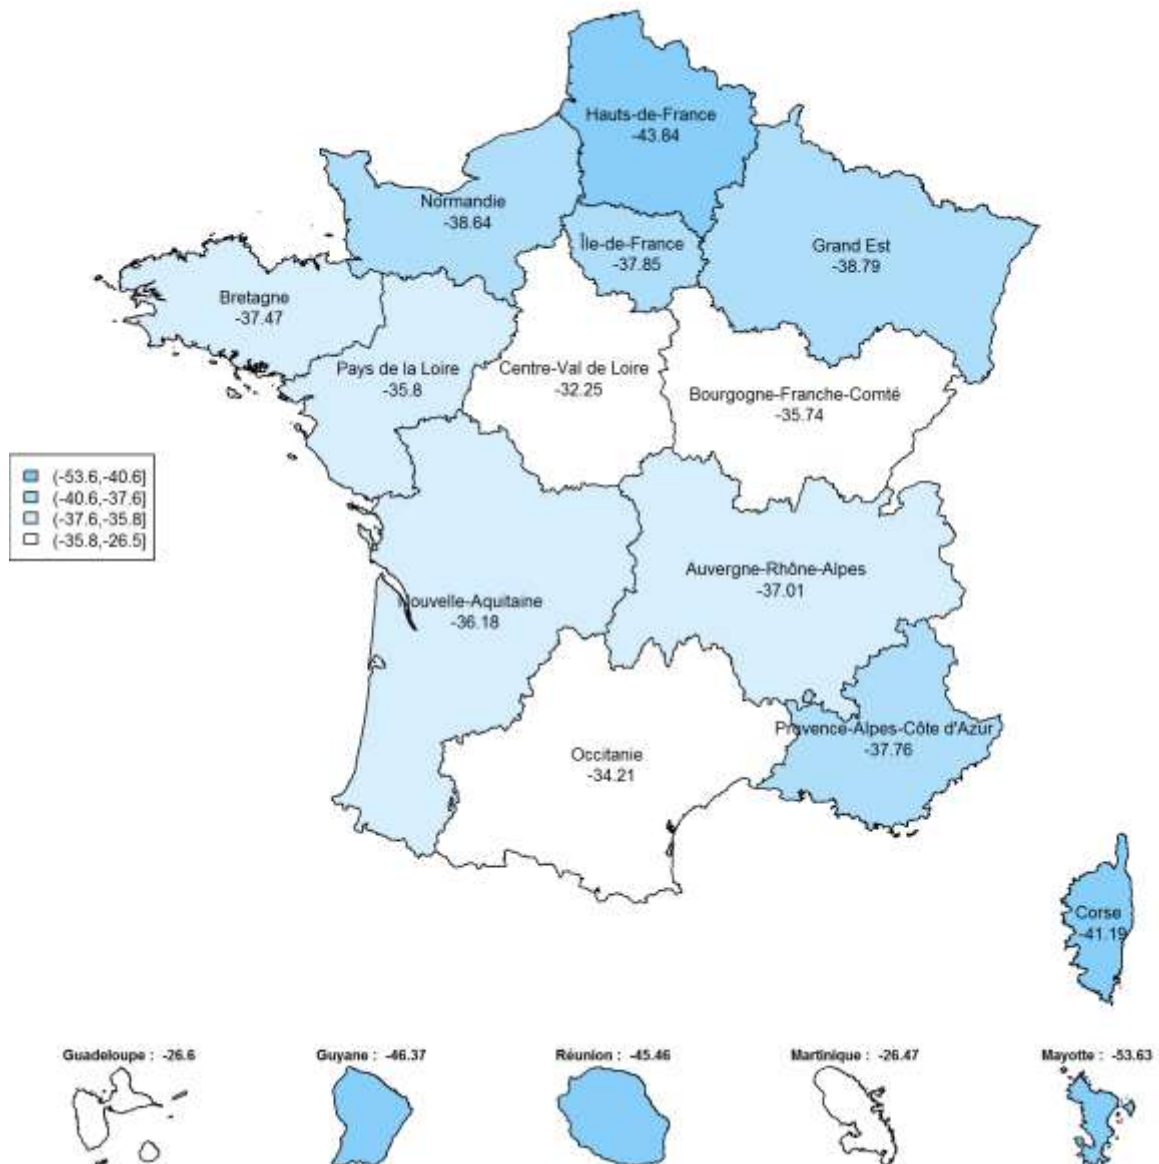 Hauts-de-France
-43.84
Normandie
-38.64
Île-de-France
-37.85
Grand Est
-38.79
Bretagne
-37.47
Pays de la Loire
-35.8
Centre-Val de Loire
-32.25
Bourgogne-Franche-Comté
-35.74
(-53.6,-40.6]
(-40.6,-37.6]
(-37.6,-35.8]
(-35.8,-26.5]
Auvergne-Rhône-Alpes
-37.01
Nouvelle-Aquitaine
-36.18
Provence-Alpes-Côte d'Azur
-37.76
Occitanie
-34.21
Corse
-41.19
Guadeloupe : -26.6
Guyane : -46.37
Réunion : -45.46
Martinique : -26.47
Mayotte : -53.63